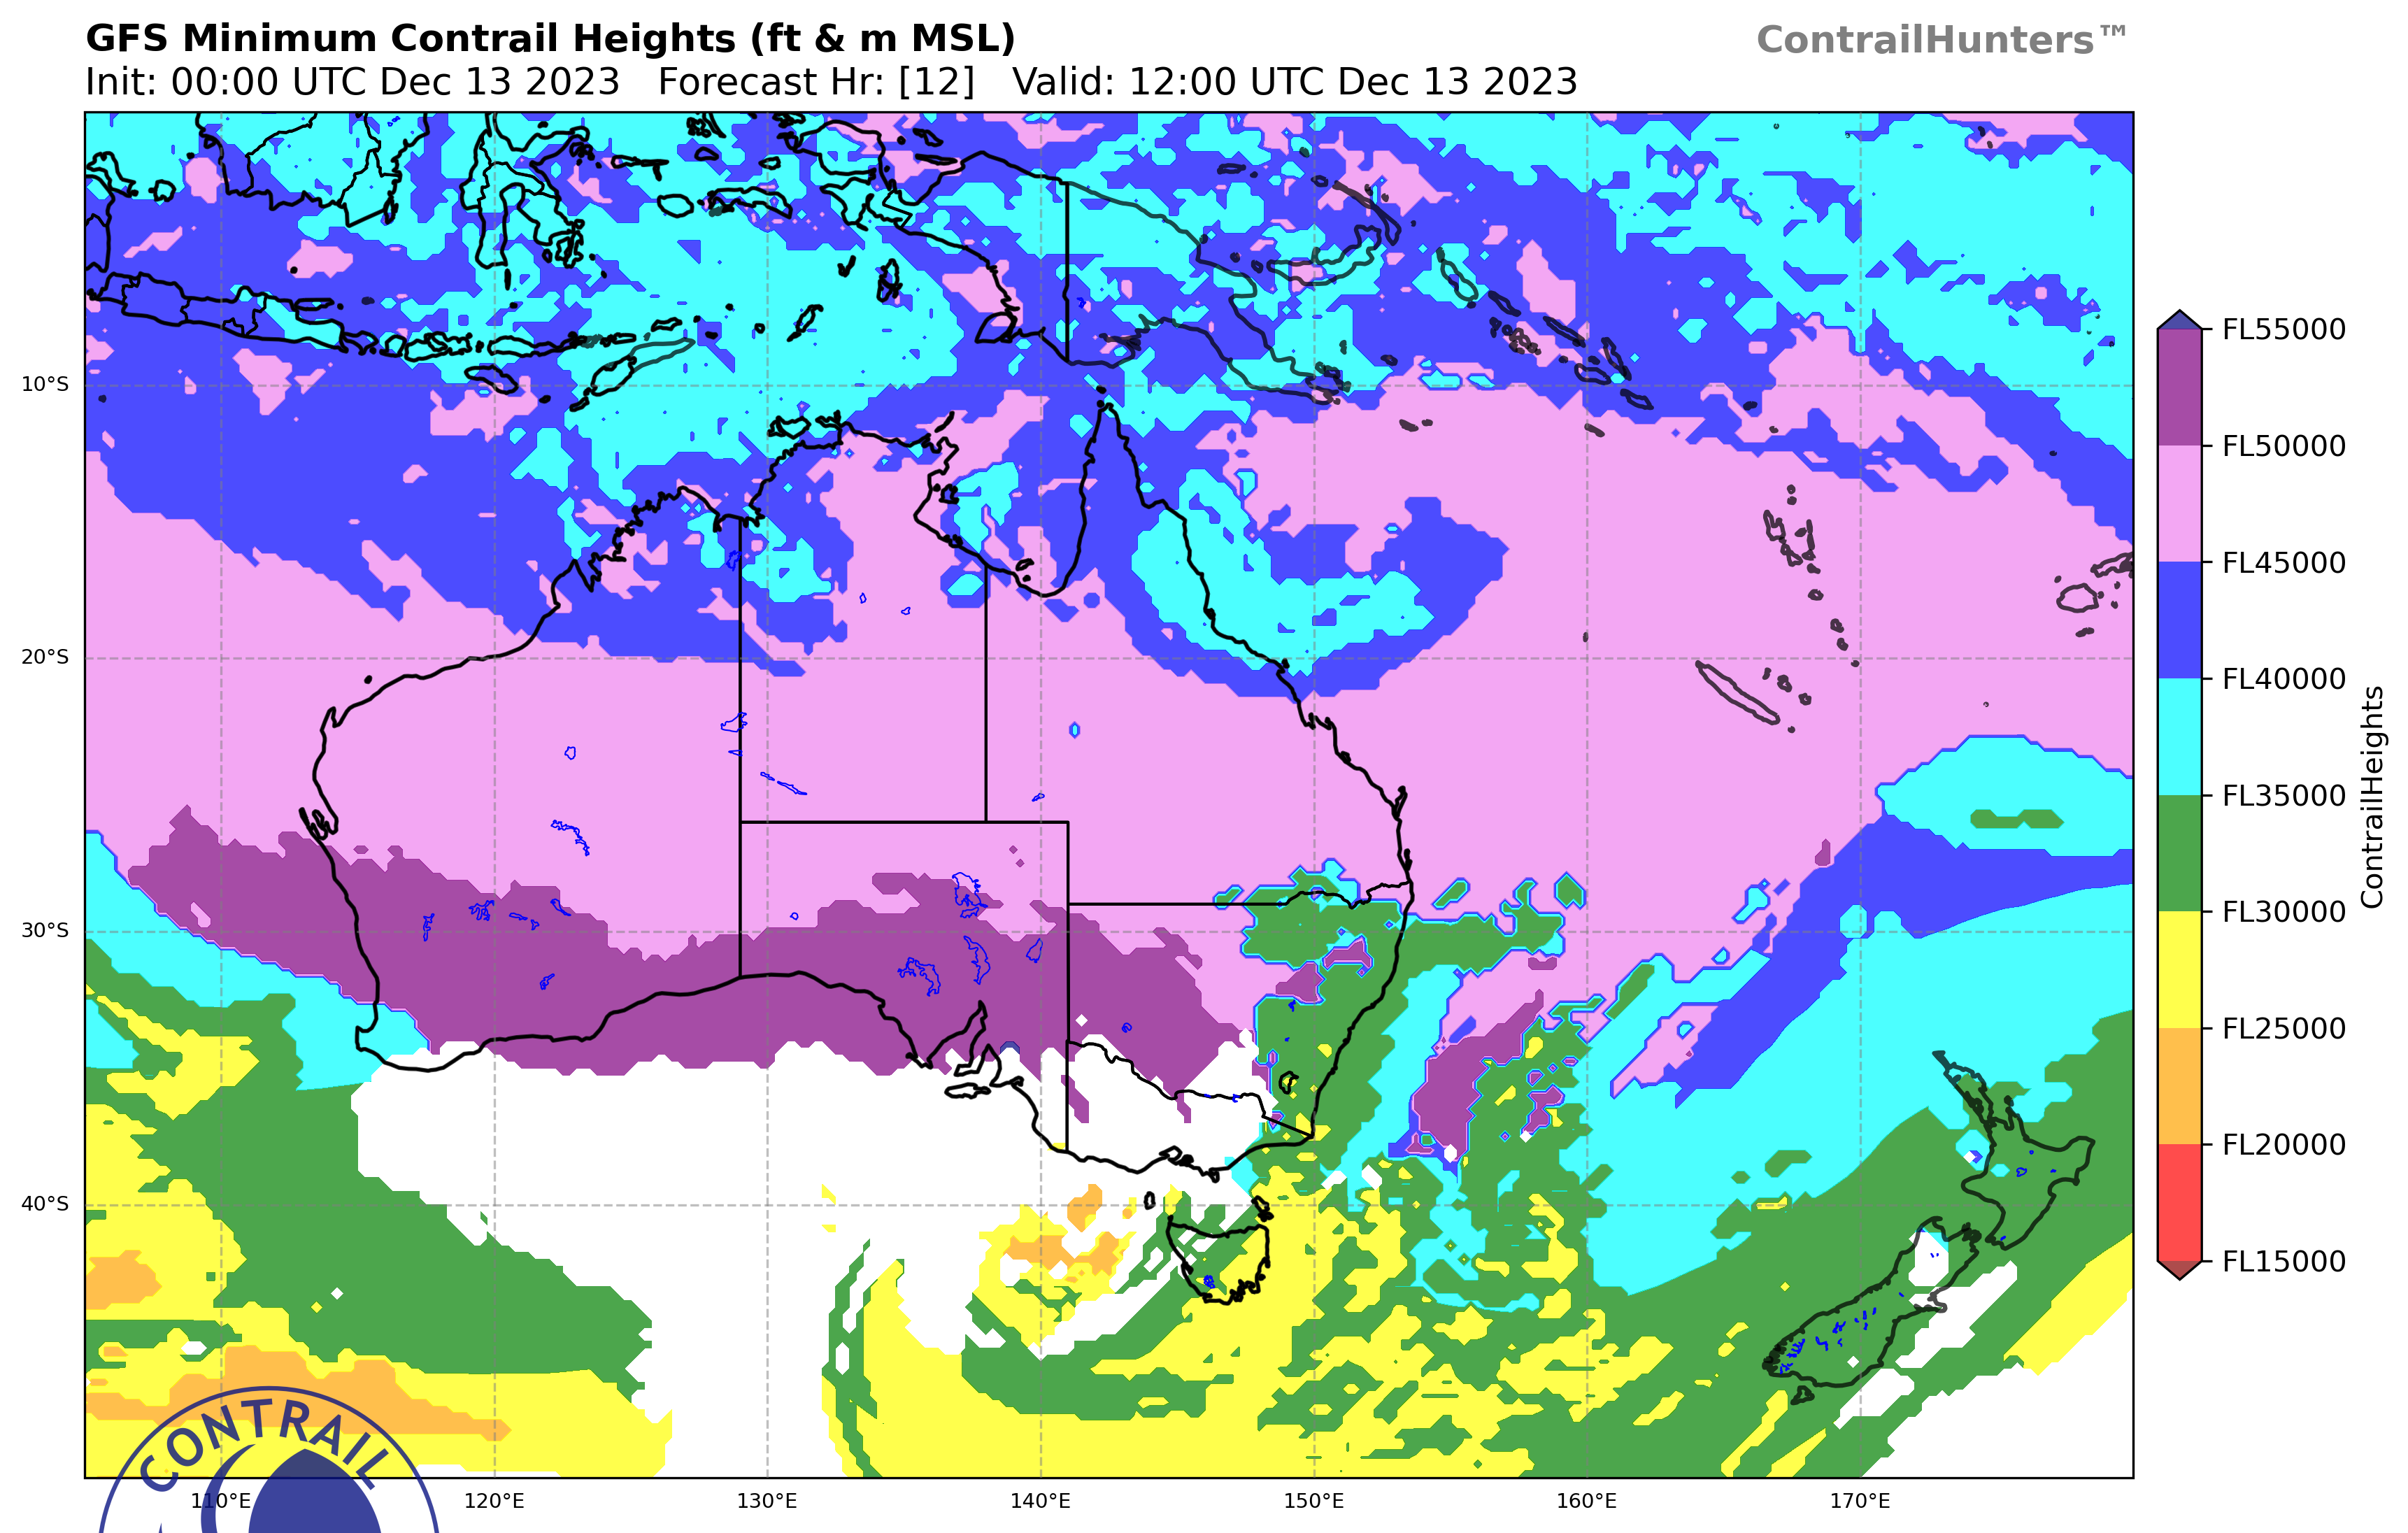 GFS Minimum Contrail Heights (ft & m MSL)
ContrailHunters™
Init: 00:00 UTC Dec 13 2023 Forecast Hr: [12] Valid: 12:00 UTC Dec 13 2023
10°S
20°S
30°S
40°S
110°E
120°E
130°E
140°E
150°E
160°E
170°E
FL55000
FL50000
FL45000
FL40000
FL35000
FL30000
FL25000
FL20000
FL15000
ContrailHeights
CONTRAIL